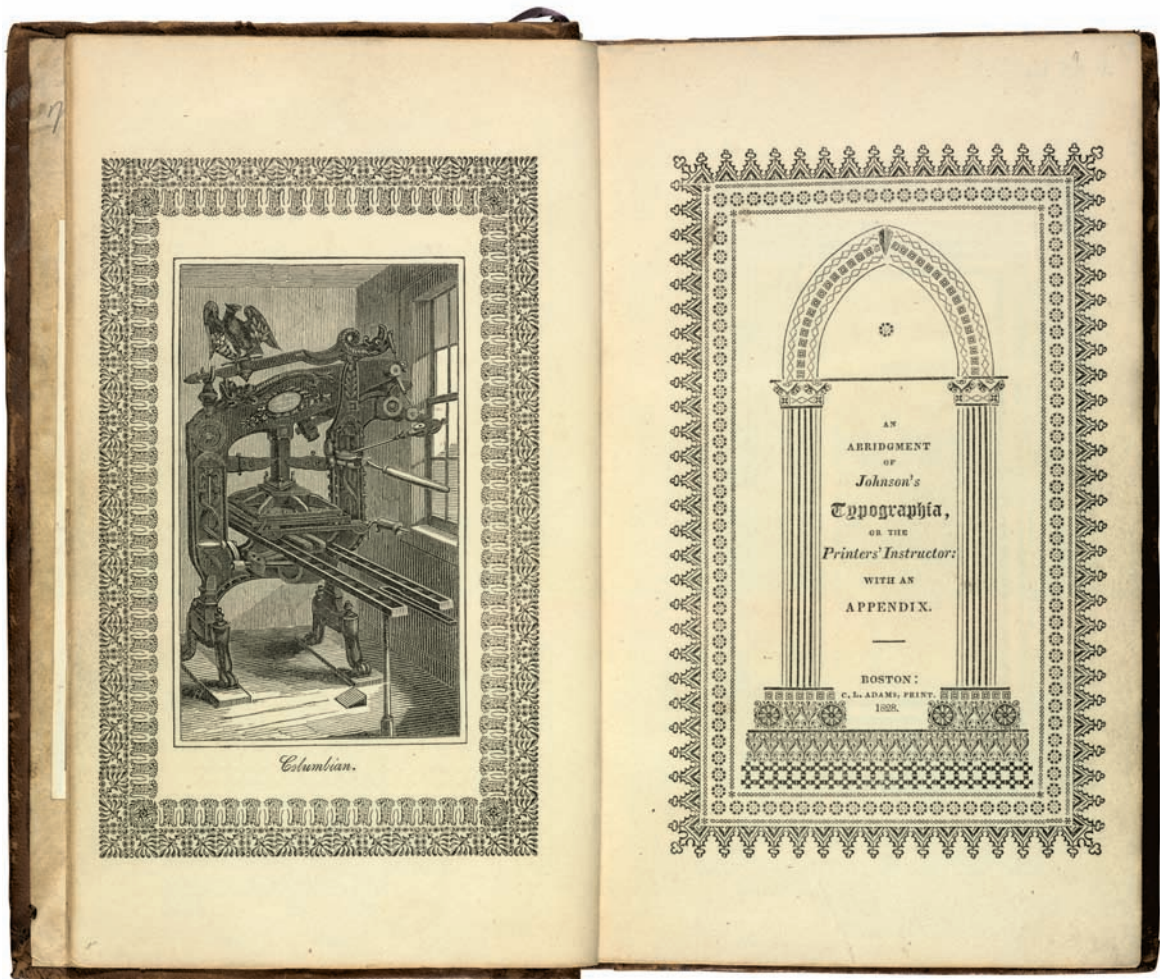 Columbian.
AN
ABRIDGMENT
OF
Johnson's
Typographia,
OR THE
Printers' Instructor:
WITH AN
APPENDIX.
BOSTON:
C. L. ADAMS, PRINT.
1828.